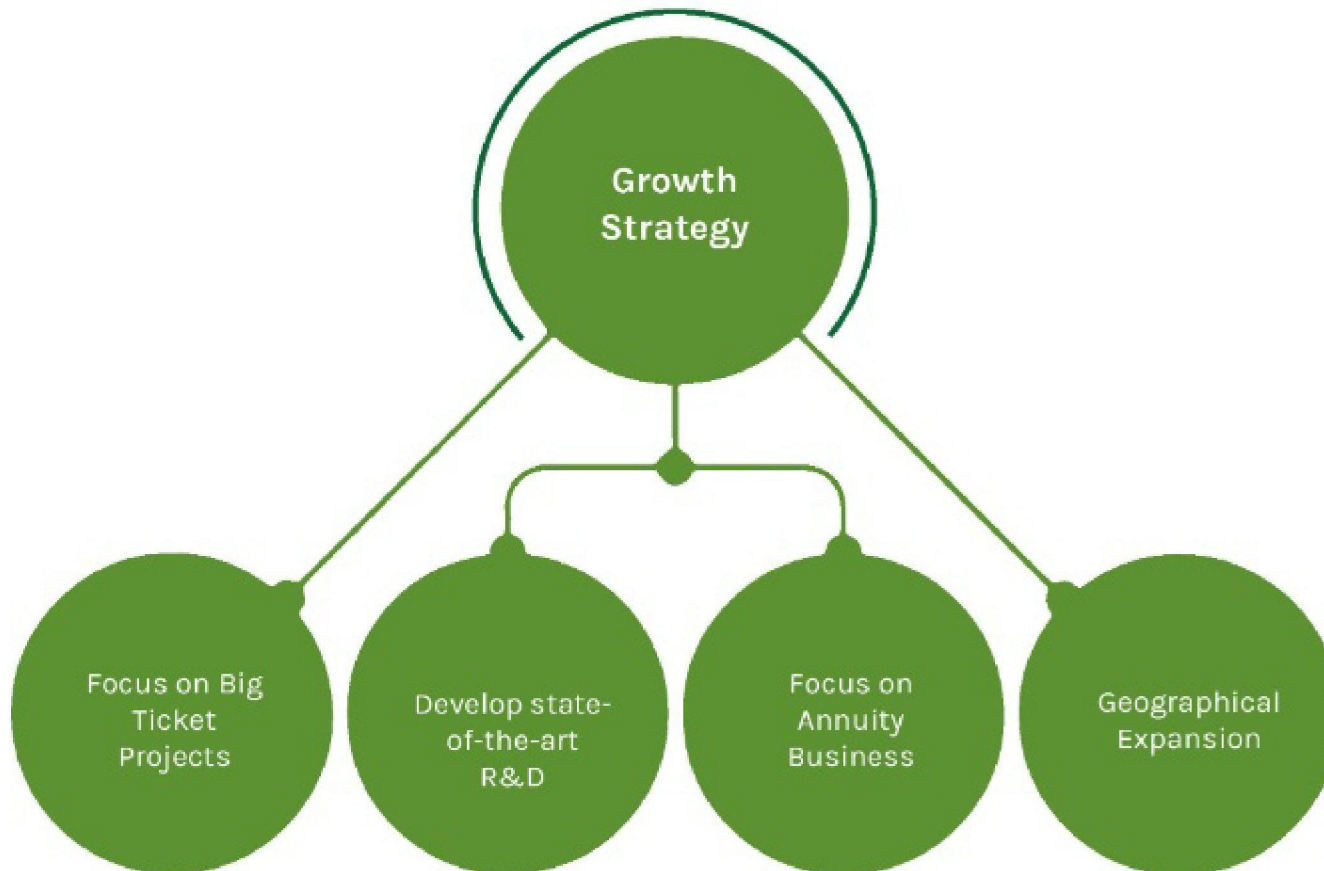 Growth
Strategy
Focus on Big
Ticket
Projects
Develop state-
of-the-art
R&D
Focus on
Annuity
Business
Geographical
Expansion